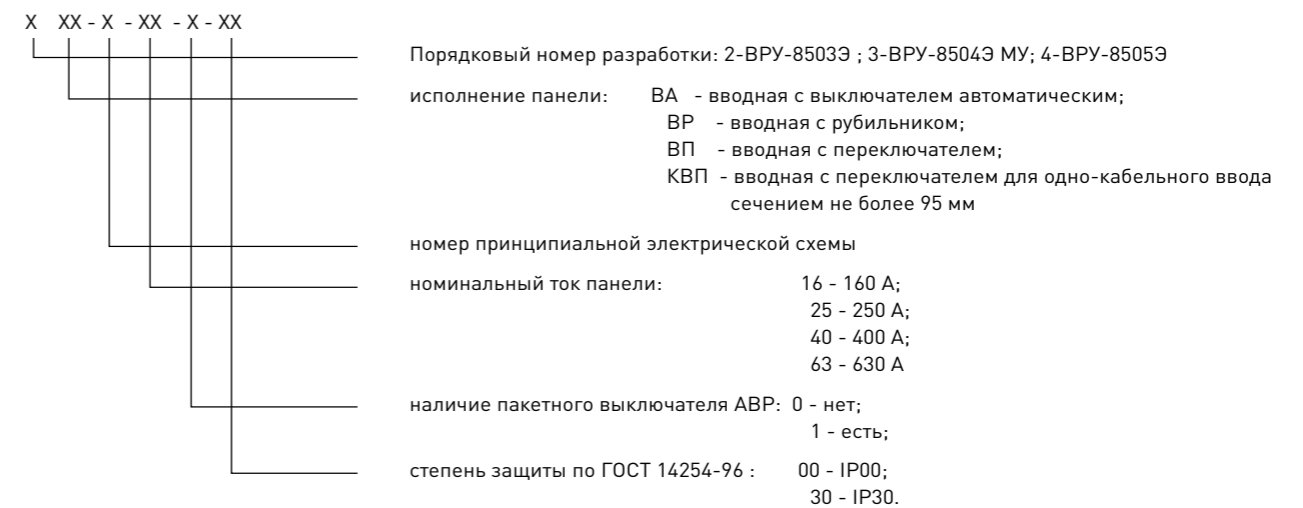 X XX - X - XX - X - XX
Порядковый номер разработки: 2-ВРУ-8503Э ; 3-ВРУ-8504Э МУ; 4-ВРУ-8505Э
исполнение панели: ВА - вводная с выключателем автоматическим;
ВР - вводная с рубильником;
ВП - вводная с переключателем;
КВП - вводная с переключателем для одно-кабельного ввода
сечением не более 95 мм
номер принципиальной электрической схемы
номинальный ток панели: 16 - 160 А;
25 - 250 А;
40 - 400 А;
63 - 630 А
наличие пакетного выключателя АВР: 0 - нет;
1 - есть;
степень защиты по ГОСТ 14254-96 : 00 - IP00;
30 - IP30.